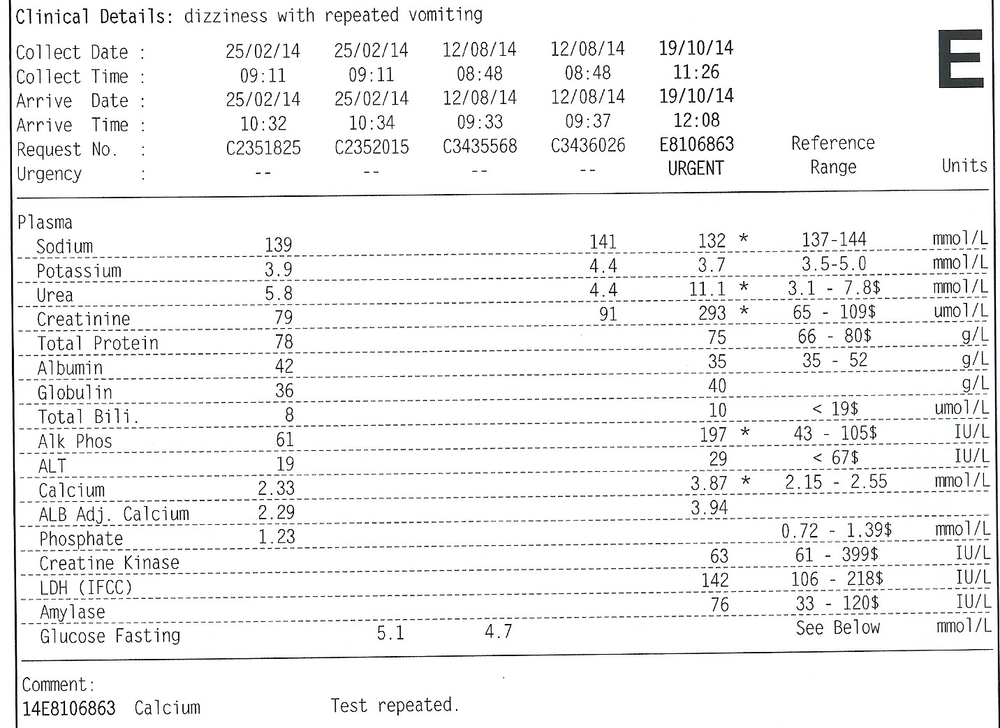 Clinical Details: dizziness with repeated vomiting
E
Collect Date : 25/02/14 25/02/14 12/08/14 12/08/14 19/10/14
Collect Time : 09:11 09:11 08:48 08:48 11:26
Arrive Date : 25/02/14 25/02/14 12/08/14 12/08/14 19/10/14
Arrive Time : 10:32 10:34 09:33 09:37 12:08
Request No. : C2351825 C2352015 C3435568 C3436026 E8106863 Reference
Urgency : -- -- -- -- URGENT Range Units
Plasma
Sodium 139 141 132 * 137-144 mmol/L
Potassium 3.9 4.4 3.7 3.5-5.0 mmol/L
Urea 5.8 4.4 11.1 * 3.1 - 7.8$ mmol/L
Creatinine 79 91 293 * 65 - 109$ umol/L
Total Protein 78 75 66 - 80$ g/L
Albumin 42 35 35 - 52 g/L
Globulin 36 40 g/L
Total Bili. 8 10 < 19$ umol/L
Alk Phos 61 197 * 43 - 105$ IU/L
ALT 19 29 < 67$ IU/L
Calcium 2.33 3.87 * 2.15 - 2.55 mmol/L
ALB Adj. Calcium 2.29 3.94
Phosphate 1.23 0.72 - 1.39$ mmol/L
Creatine Kinase 63 61 - 399$ IU/L
LDH (IFCC) 142 106 - 218$ IU/L
Amylase 76 33 - 120$ IU/L
Glucose Fasting 5.1 4.7 See Below mmol/L
Comment:
14E8106863 Calcium Test repeated.